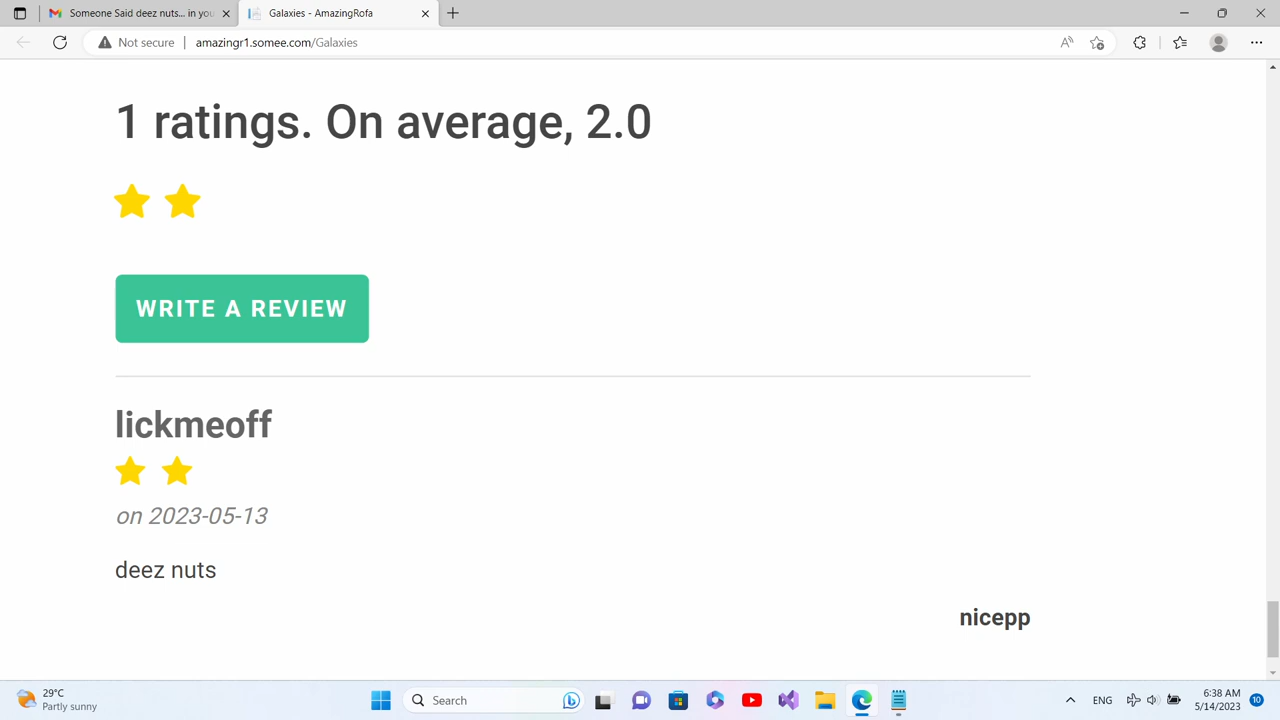 Someone Said deez nuts... in you
Galaxies - AmazingRofa
Not secure
amazingr1.somee.com/Galaxies
1 ratings. On average, 2.0
WRITE A REVIEW
lickmeoff
on 2023-05-13
deez nuts
nicepp
29°C
Partly sunny
Search
ENG
6:38 AM
5/14/2023
10